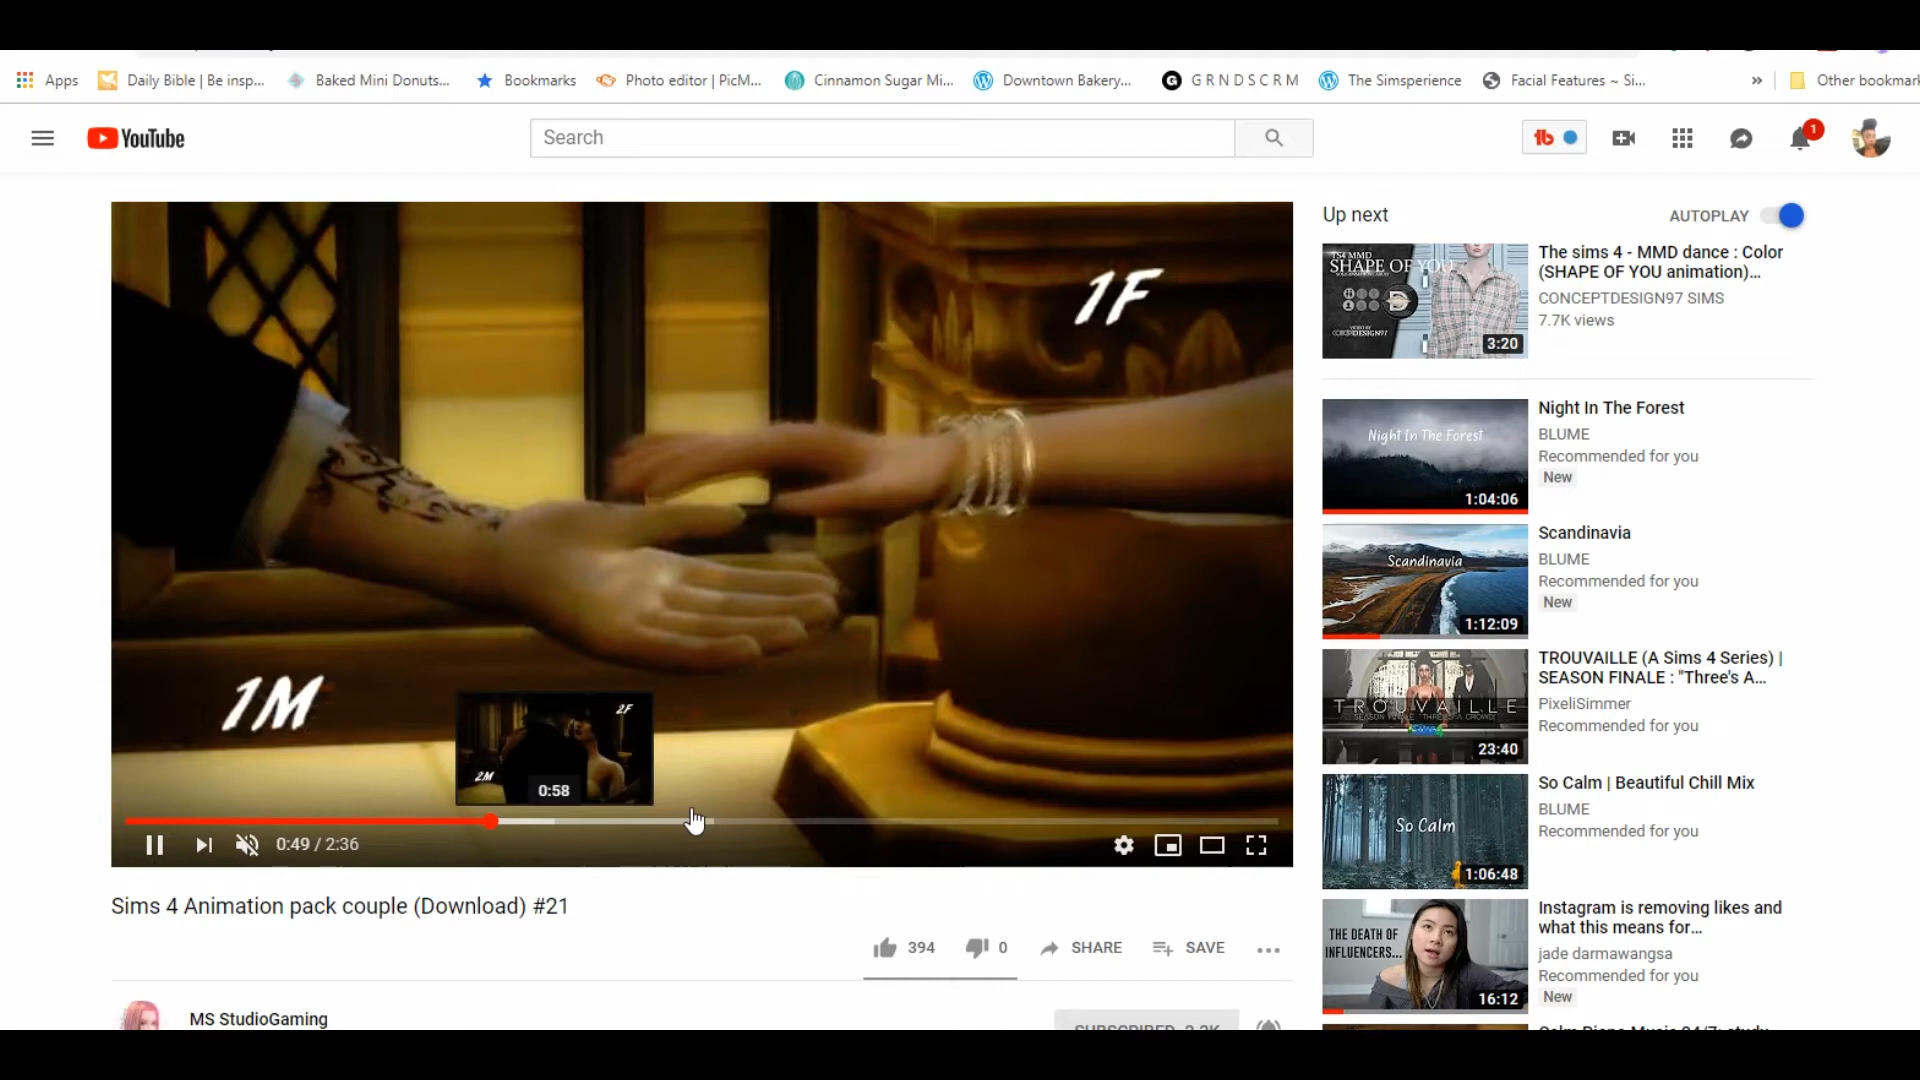 Apps
Daily Bible | Be insp...
Baked Mini Donuts...
Bookmarks
Photo editor | PicM...
Cinnamon Sugar Mi...
Downtown Bakery...
G R N D S C R M
The Simsperience
Facial Features ~ Si...
»
Other bookmark
YouTube
Search
1
1F
1M
2F
2M
0:58
0:49 / 2:36
Sims 4 Animation pack couple (Download) #21
394
0
SHARE
SAVE
MS StudioGaming
SUBSCRIBED
Up next
AUTOPLAY
TS4 MMD
SHAPE OF YOU
3:20
The sims 4 - MMD dance : Color
(SHAPE OF YOU animation)...
CONCEPTDESIGN97 SIMS
7.7K views
Night In The Forest
1:04:06
Night In The Forest
BLUME
Recommended for you
New
Scandinavia
1:12:09
Scandinavia
BLUME
Recommended for you
New
TROUVAILLE
23:40
TROUVAILLE (A Sims 4 Series) |
SEASON FINALE : "Three's A...
PixeliSimmer
Recommended for you
So Calm
1:06:48
So Calm | Beautiful Chill Mix
BLUME
Recommended for you
THE DEATH OF
INFLUENCERS...
16:12
Instagram is removing likes and
what this means for...
jade darmawangsa
Recommended for you
New